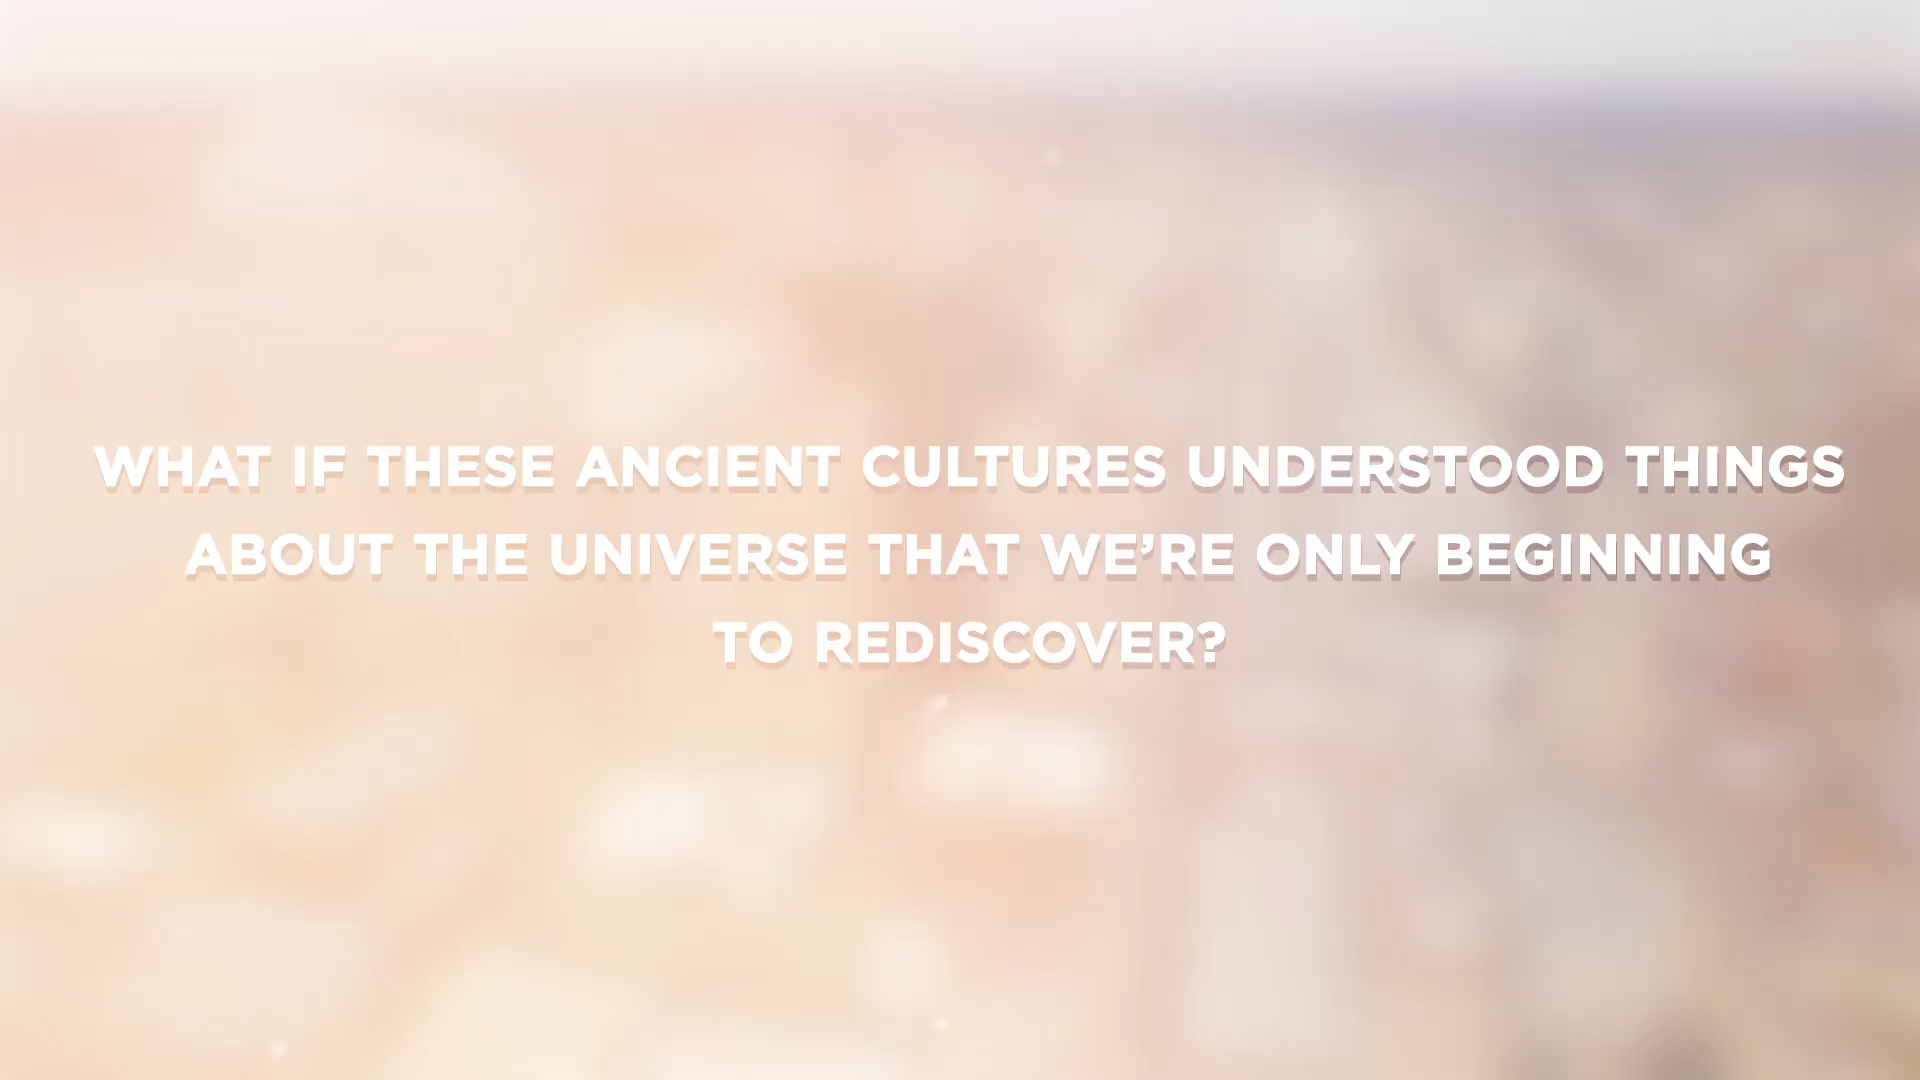 WHAT IF THESE ANCIENT CULTURES UNDERSTOOD THINGS
ABOUT THE UNIVERSE THAT WE’RE ONLY BEGINNING
TO REDISCOVER?